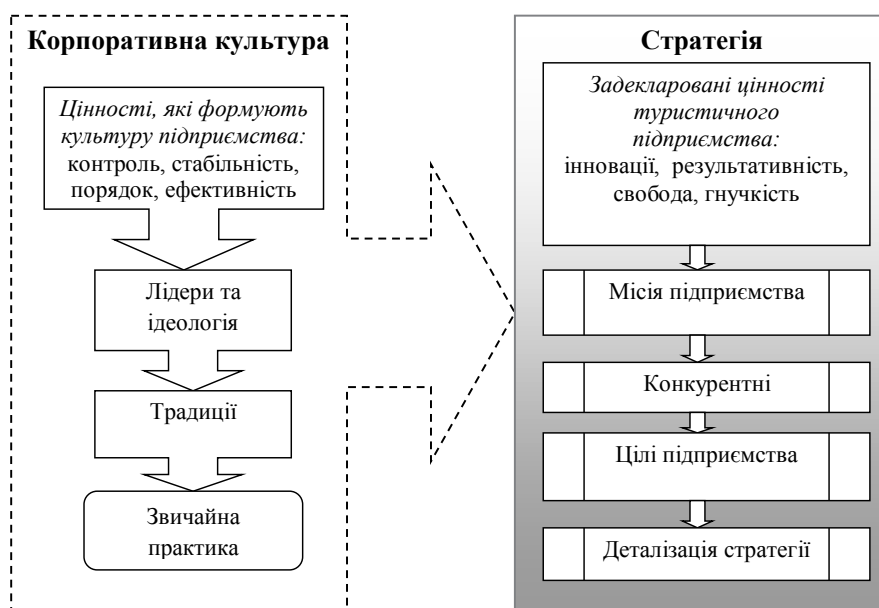 Корпоративна культура
Цінності, які формують
культуру підприємства:
контроль, стабільність,
порядок, ефективність
Лідери та
ідеологія
Традиції
Звичайна
практика
Стратегія
Задекларовані цінності
туристичного
підприємства:
інновації, результативність,
свобода, гнучкість
Місія підприємства
Конкурентні
Цілі підприємства
Деталізація стратегії